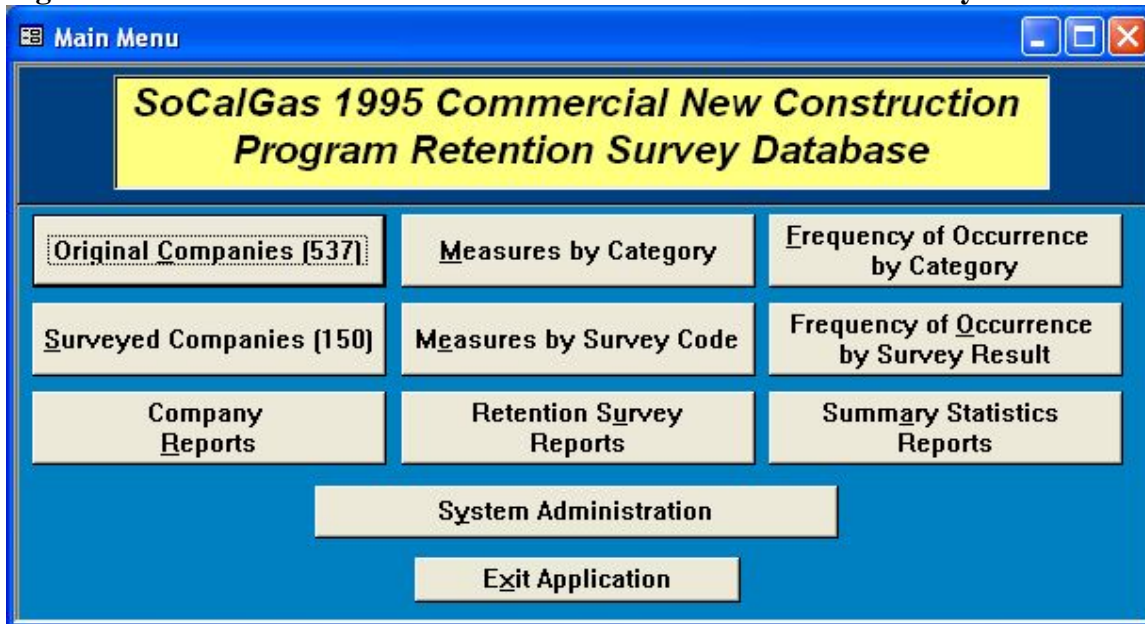 Main Menu
SoCalGas 1995 Commercial New Construction
Program Retention Survey Database
Original Companies (537)
Measures by Category
Frequency of Occurrence
by Category
Surveyed Companies (150)
Measures by Survey Code
Frequency of Occurrence
by Survey Result
Company
Reports
Retention Survey
Reports
Summary Statistics
Reports
System Administration
Exit Application